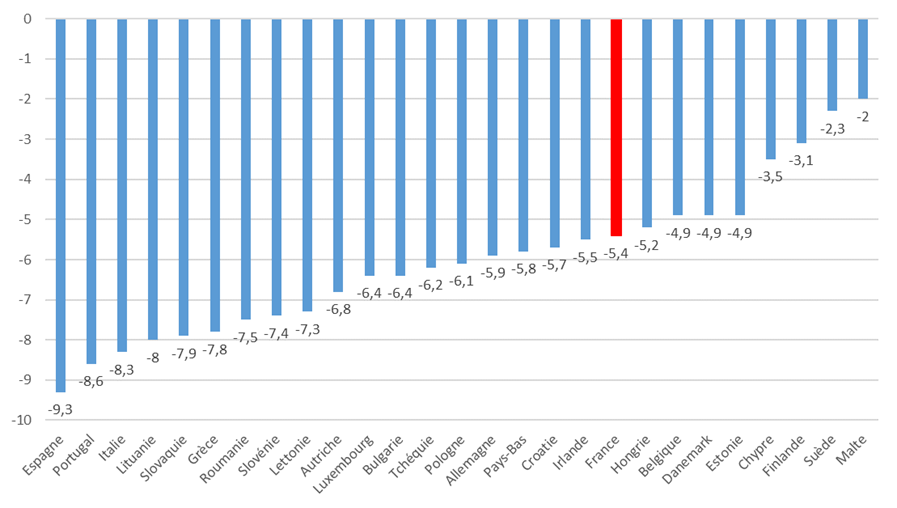 0
-1
-2
-3
-4
-5
-6
-7
-8
-9
-10
-9,3
-8,6
-8,3
-8
-7,9
-7,8
-7,5
-7,4
-7,3
-6,8
-6,4
-6,4
-6,2
-6,1
-5,9
-5,8
-5,7
-5,5
-5,4
-5,2
-4,9
-4,9
-4,9
-3,5
-3,1
-2,3
-2
Espagne
Portugal
Italie
Lituanie
Slovaquie
Grèce
Roumanie
Slovénie
Lettonie
Autriche
Luxembourg
Bulgarie
Tchéquie
Pologne
Allemagne
Pays-Bas
Croatie
Irlande
France
Hongrie
Belgique
Danemark
Estonie
Chypre
Finlande
Suède
Malte